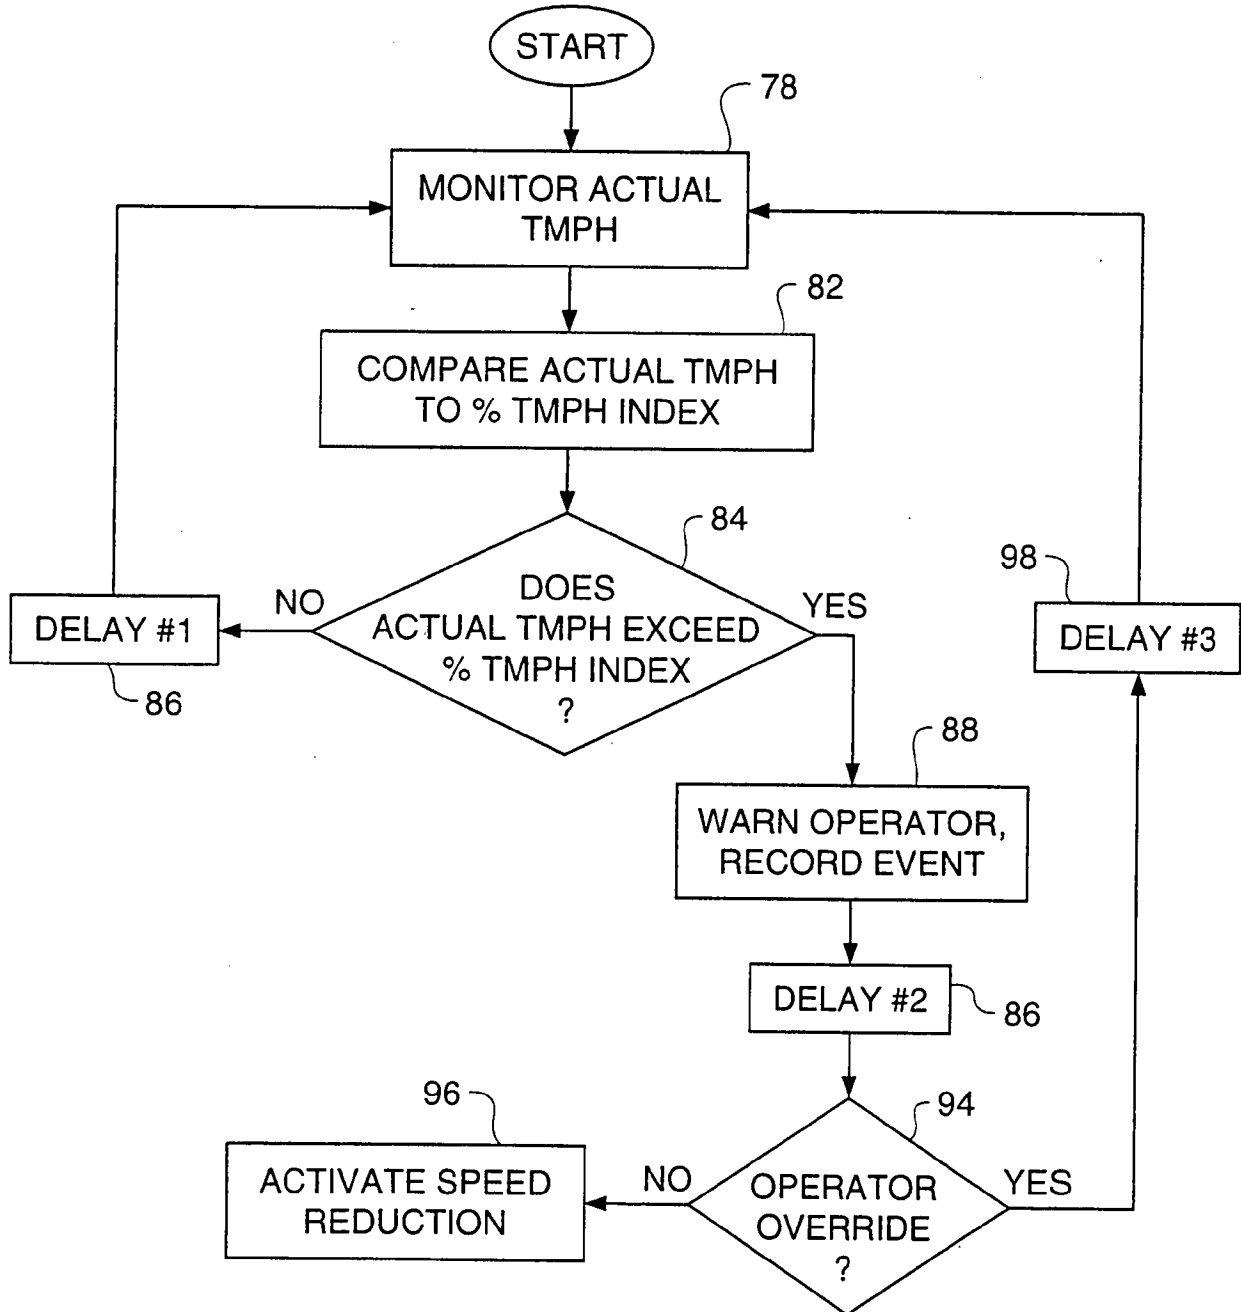 START
78
MONITOR ACTUAL
TMPH
82
COMPARE ACTUAL TMPH
TO % TMPH INDEX
84
DOES
ACTUAL TMPH EXCEED
% TMPH INDEX
?
NO
YES
DELAY #1
86
98
DELAY #3
88
WARN OPERATOR,
RECORD EVENT
DELAY #2
86
94
OPERATOR
OVERRIDE
?
NO
YES
96
ACTIVATE SPEED
REDUCTION